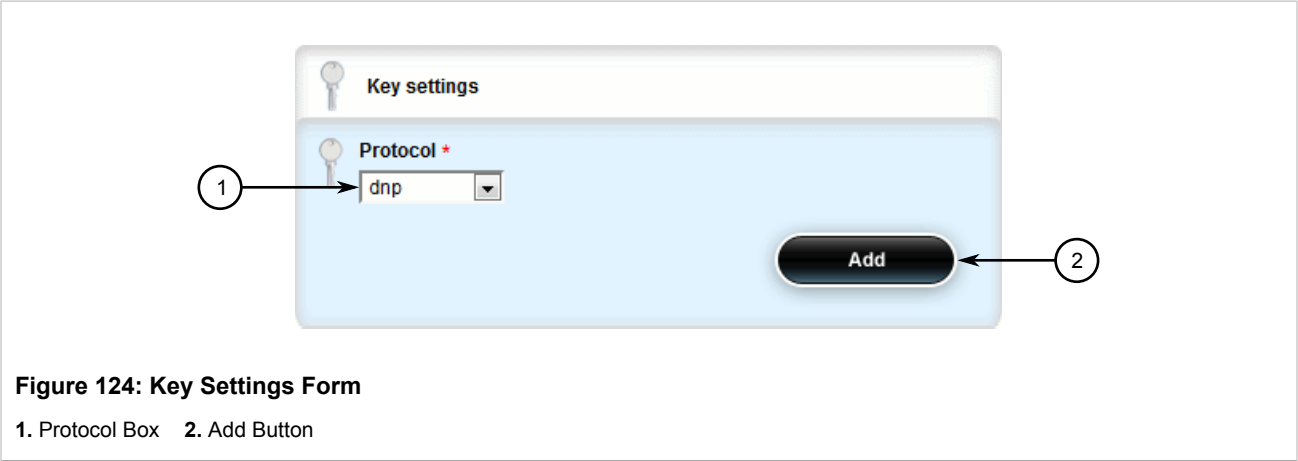 Key settings
Protocol *
1
dnp
Add
2
Figure 124: Key Settings Form
1. Protocol Box 2. Add Button